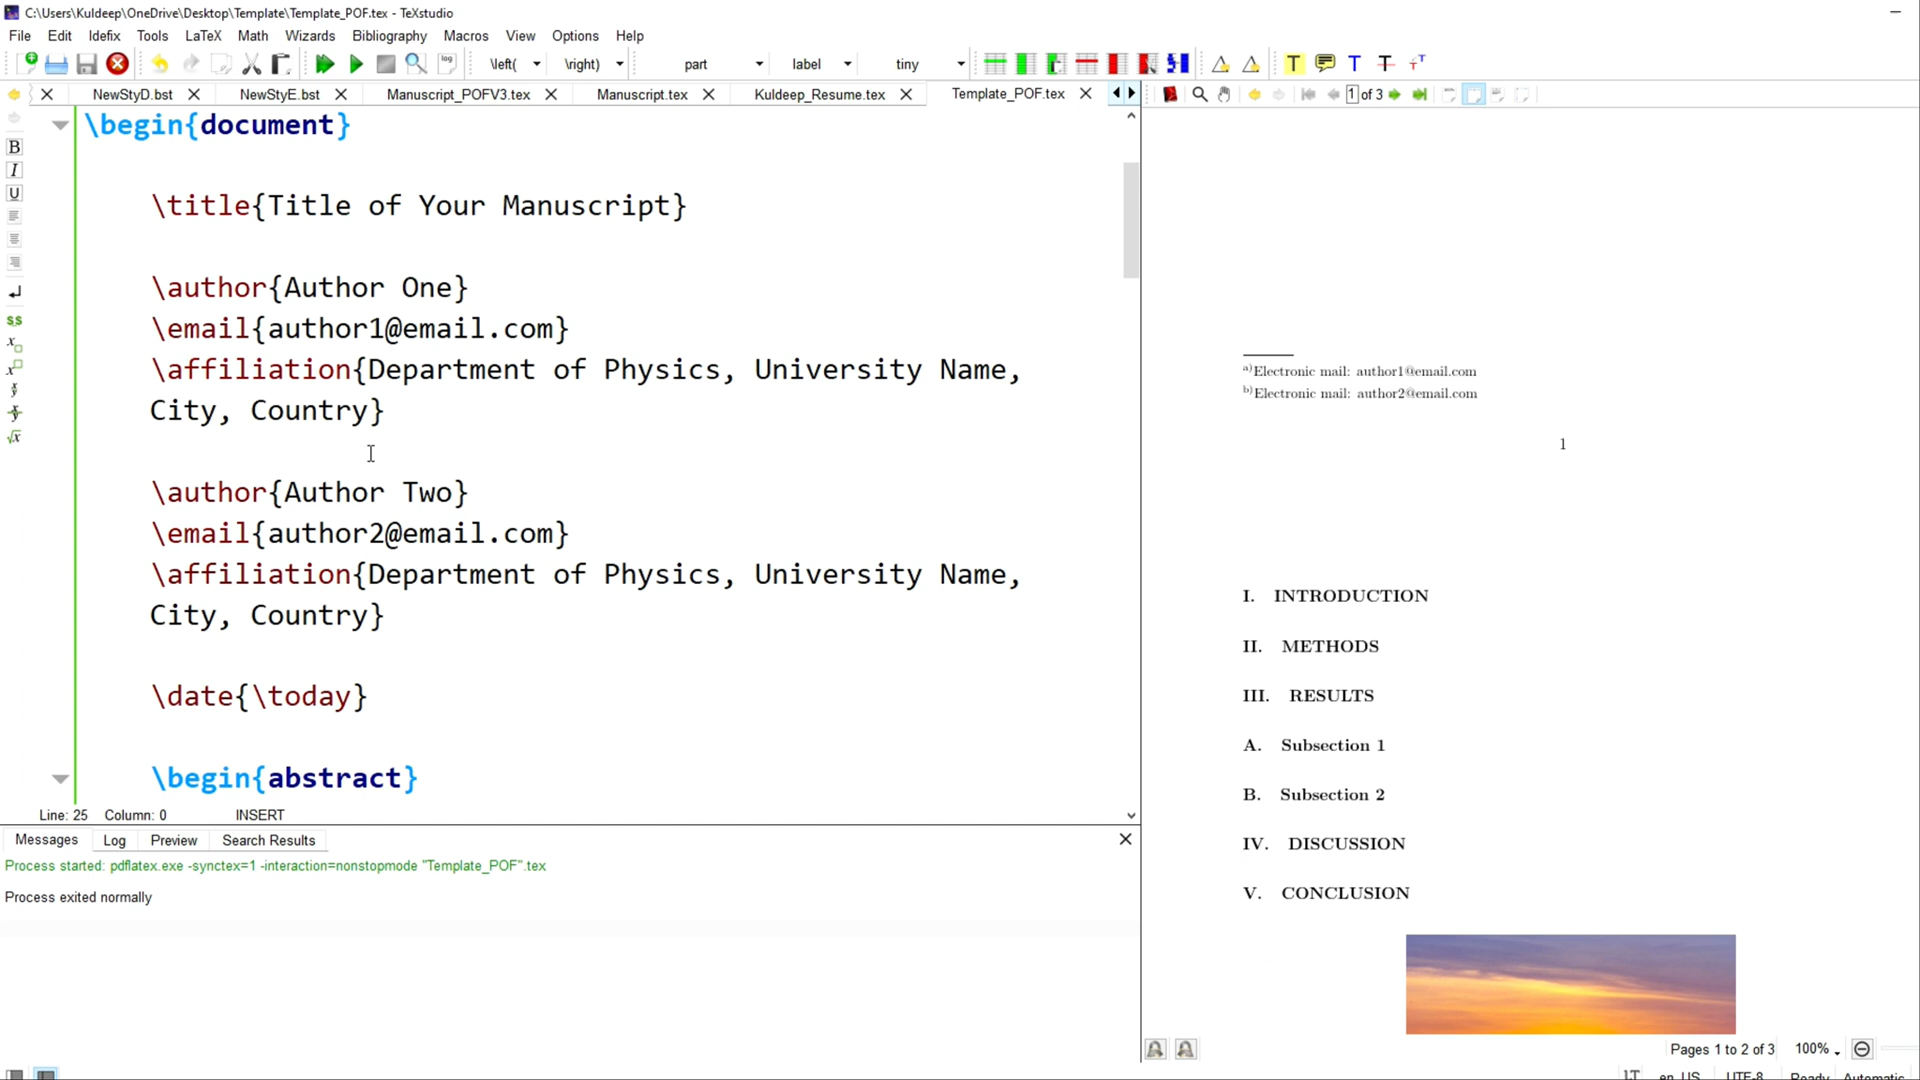 C:\Users\Kuldeep\OneDrive\Desktop\Template\Template_POF.tex - TeXstudio
File Edit Idefix Tools LaTeX Math Wizards Bibliography Macros View Options Help
\left( \right) part label tiny
NewStyD.bst NewStyE.bst Manuscript_POFV3.tex Manuscript.tex Kuldeep_Resume.tex Template_POF.tex 1 of 3
\begin{document}
\title{Title of Your Manuscript}
\author{Author One}
\email{author1@email.com}
\affiliation{Department of Physics, University Name,
City, Country}
\author{Author Two}
\email{author2@email.com}
\affiliation{Department of Physics, University Name,
City, Country}
\date{\today}
\begin{abstract}
Line: 25 Column: 0 INSERT
Messages Log Preview Search Results
Process started: pdflatex.exe -synctex=1 -interaction=nonstopmode "Template_POF".tex
Process exited normally
a)Electronic mail: author1@email.com
b)Electronic mail: author2@email.com
1
I. INTRODUCTION
II. METHODS
III. RESULTS
A. Subsection 1
B. Subsection 2
IV. DISCUSSION
V. CONCLUSION
Pages 1 to 2 of 3 100%
LT en_US UTF-8 Ready Automatic